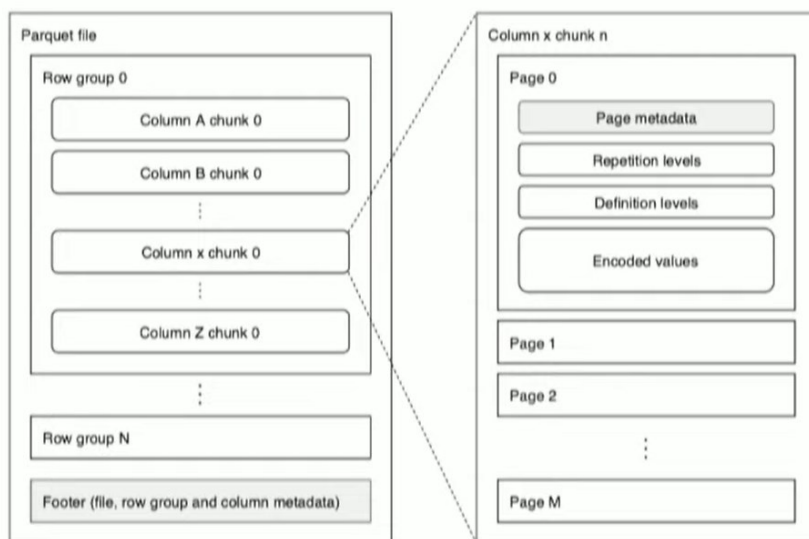 Parquet file
Row group 0
Column A chunk 0
Column B chunk 0
Column x chunk 0
Column Z chunk 0
Row group N
Footer (file, row group and column metadata)
Column x chunk n
Page 0
Page metadata
Repetition levels
Definition levels
Encoded values
Page 1
Page 2
Page M